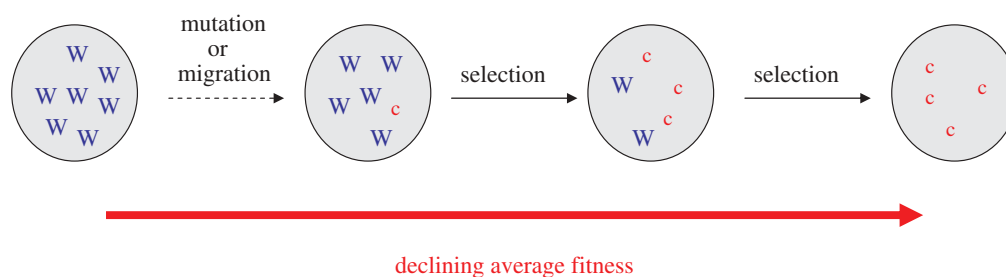 W
W
W W W
W W
mutation
or
migration
W W
W W c
W
selection
c
W c
c
W
selection
c
c c
c
declining average fitness